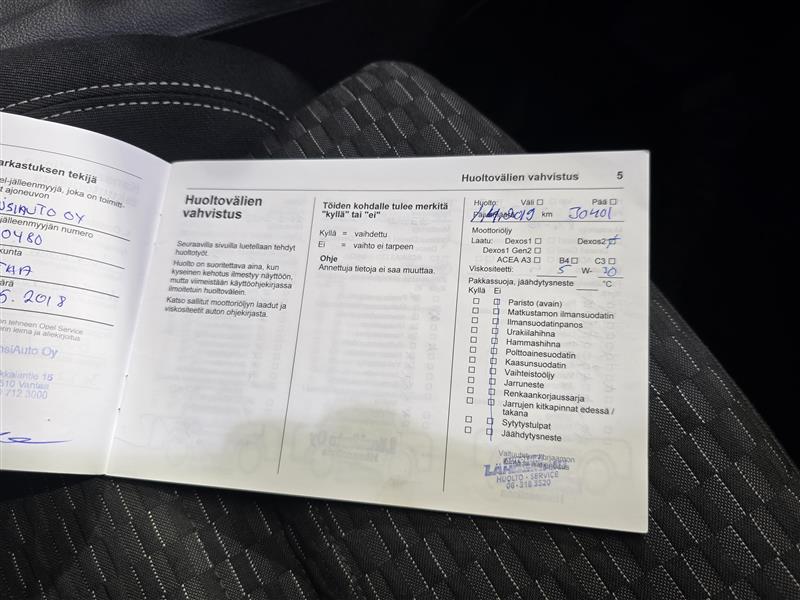 arkastuksen tekijä
el-jälleenmyyjä, joka on toimitt-
t ajoneuvon
USIAUTO OY
jälleenmyyjän numero
0480
kunta
5. 2018
on tehneen Opel Service
erin leima ja allekirjoitus
nsiAuto Oy
15
510 Vantaa
712 3000
Huoltovälien
vahvistus
Seuraavilla sivuilla luetellaan tehdyt
huoltotyöt.
Huolto on suoritettava aina, kun
kyseinen kehotus ilmestyy näyttöön,
mutta viimeistään käyttöohjekirjassa
ilmoitetuin huoltovälein.
Katso sallitut moottoriöljyn laadut ja
viskositeetit auton ohjekirjasta.
Töiden kohdalle tulee merkitä
"kyllä" tai "ei"
Kyllä = vaihdettu
Ei = vaihto ei tarpeen
Ohje
Annettuja tietoja ei saa muuttaa.
Huoltovälien vahvistus 5
Huolto: Väli ☐ Pää ☐
2019 km 30401
Moottoriöljy
Laatu: Dexos1 ☐ Dexos2
Dexos1 Gen2 ☐
ACEA A3 ☐ B4 ☐ C3 ☐
Viskositeetti: 5 W- 30
Pakkassuoja, jäähdytysneste °C
Kyllä Ei
☐ ☐ Paristo (avain)
☐ ☐ Matkustamon ilmansuodatin
☐ ☐ Ilmansuodatinpanos
☐ ☐ Urakiilahihna
☐ ☐ Hammashihna
☐ ☐ Polttoainesuodatin
☐ ☐ Kaasunsuodatin
☐ ☐ Vaihteistoöljy
☐ ☐ Jarruneste
☐ ☐ Renkaankorjaussarja
☐ ☐ Jarrujen kitkapinnat edessä /
takana
☐ ☐ Sytytystulpat
☐ ☐ Jäähdytysneste
HUOLTO - SERVICE